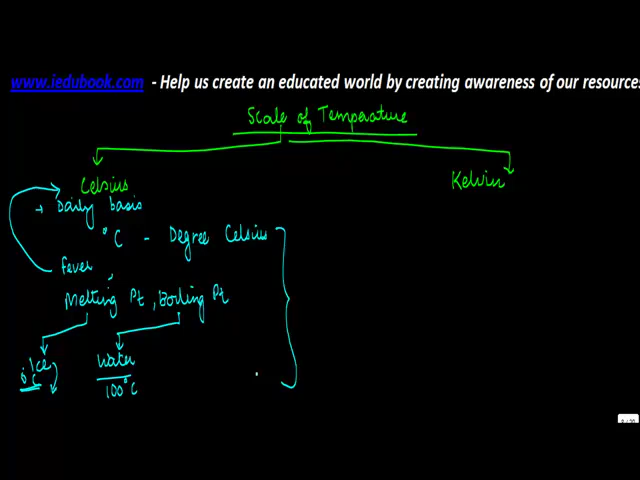 www.iedubook.com - Help us create an educated world by creating awareness of our resources
Scale of Temperature
Celsius
Kelvin
→ Daily basis
°C - Degree Celsius
fever
Melting Pt, Boiling Pt
Ice
0°C
Water
100°C